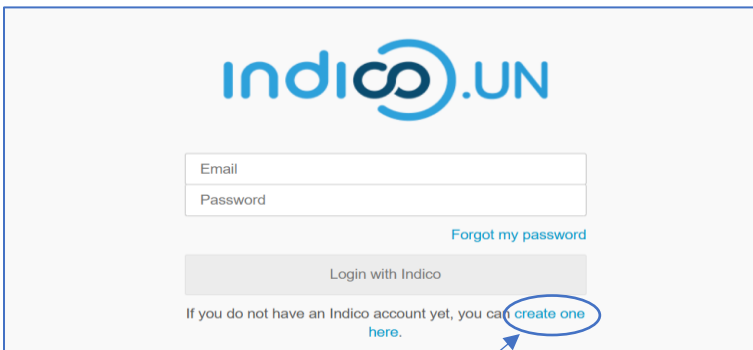 indico.UN
Email
Password
Forgot my password
Login with Indico
If you do not have an Indico account yet, you can create one
here.